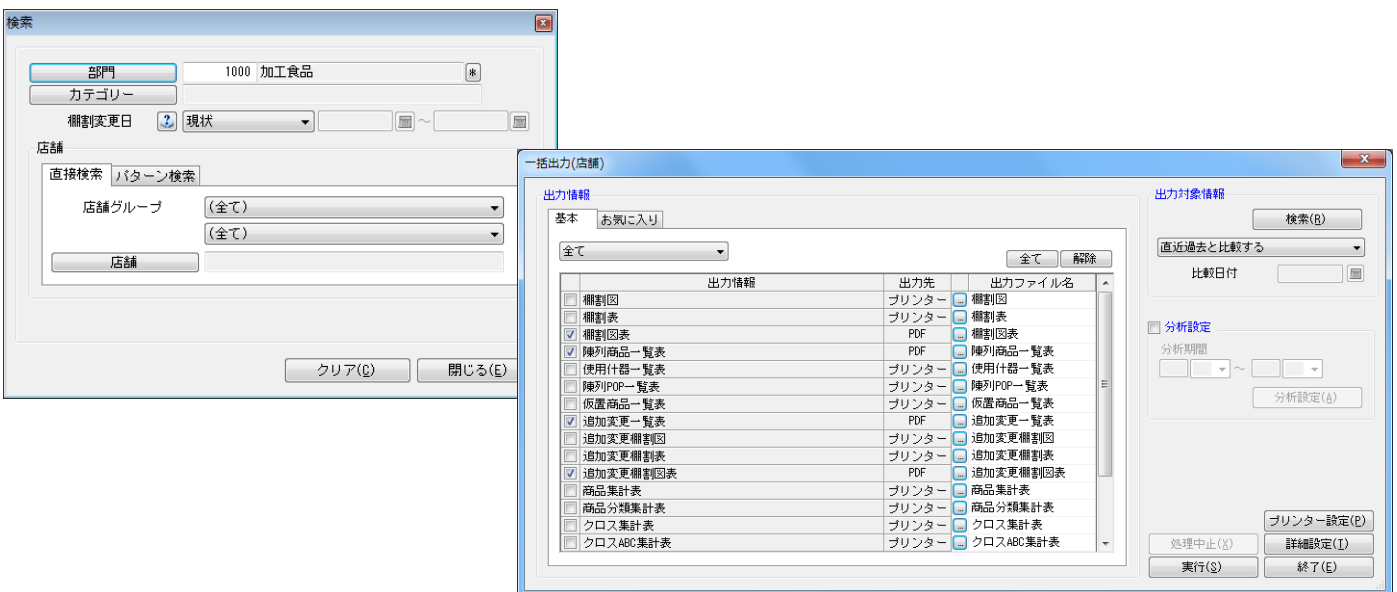 検索
部門 1000 加工食品 *
カテゴリー
棚割変更日 現状 ～
店舗
直接検索 パターン検索
店舗グループ (全て)
(全て)
店舗
クリア(C) 閉じる(E)
一括出力(店舗)
出力情報
基本 お気に入り
全て
全て 解除
出力情報 出力先 出力ファイル名
棚割図 プリンター ... 棚割図
棚割表 プリンター ... 棚割表
棚割図表 PDF ... 棚割図表
陳列商品一覧表 PDF ... 陳列商品一覧表
使用什器一覧表 プリンター ... 使用什器一覧表
陳列POP一覧表 プリンター ... 陳列POP一覧表
仮置商品一覧表 プリンター ... 仮置商品一覧表
追加変更一覧表 PDF ... 追加変更一覧表
追加変更棚割図 プリンター ... 追加変更棚割図
追加変更棚割表 プリンター ... 追加変更棚割表
追加変更棚割図表 PDF ... 追加変更棚割図表
商品集計表 プリンター ... 商品集計表
商品分類集計表 プリンター ... 商品分類集計表
クロス集計表 プリンター ... クロス集計表
クロスABC集計表 プリンター ... クロスABC集計表
出力対象情報
検索(R)
直近過去と比較する
比較日付
分析設定
分析期間
～
分析設定(A)
プリンター設定(P)
処理中止(X) 詳細設定(I)
実行(S) 終了(E)